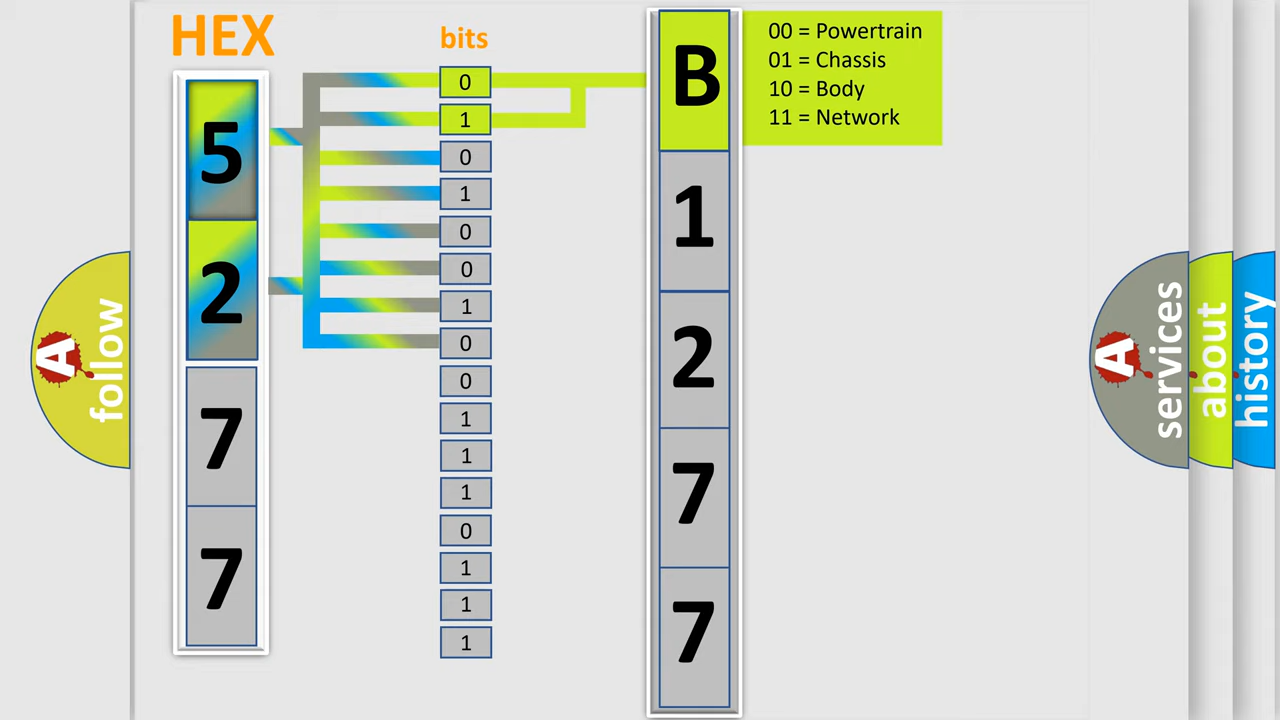 HEX
bits
5
2
7
7
0
1
0
1
0
0
1
0
0
1
1
1
0
1
1
1
B
1
2
7
7
00 = Powertrain
01 = Chassis
10 = Body
11 = Network
A follow
A services
about
history